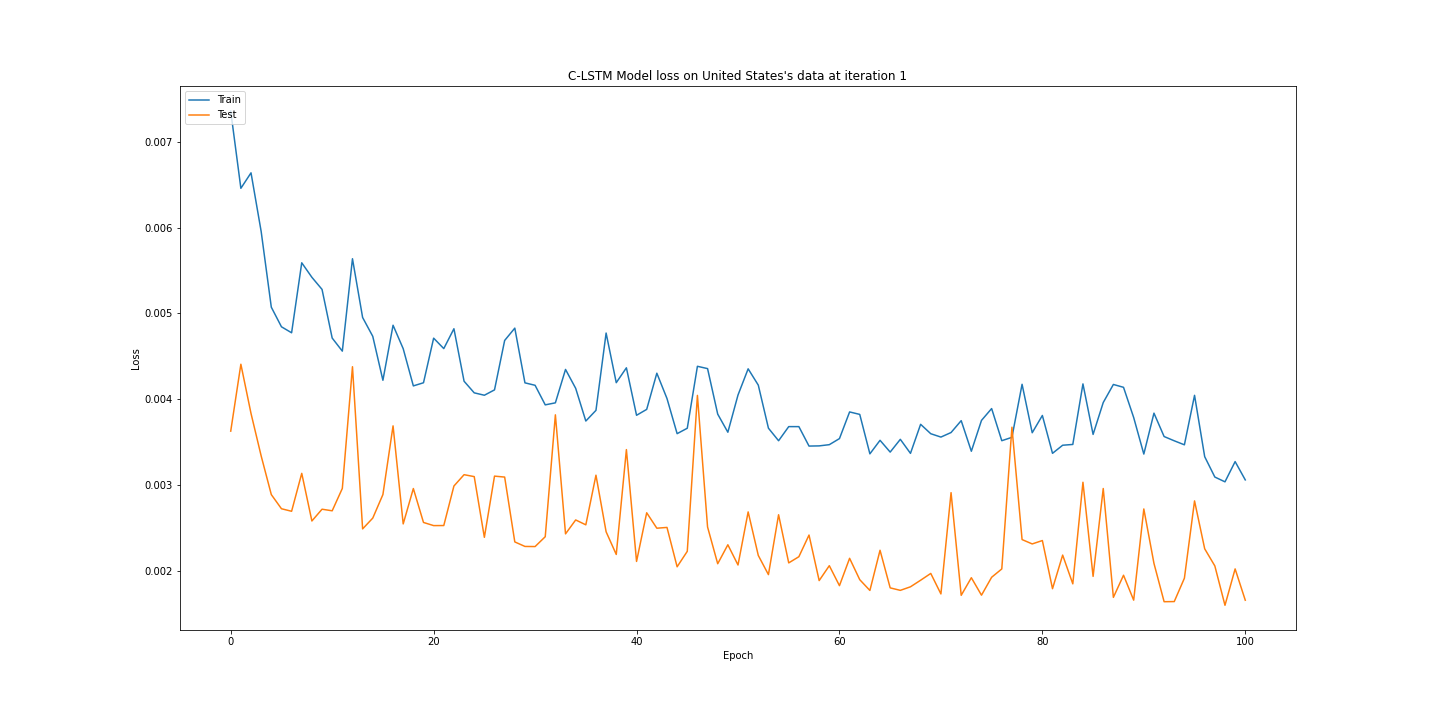 C-LSTM Model loss on United States's data at iteration 1
Train
Test
0.007
0.006
0.005
0.004
0.003
0.002
Loss
0 20 40 60 80 100
Epoch